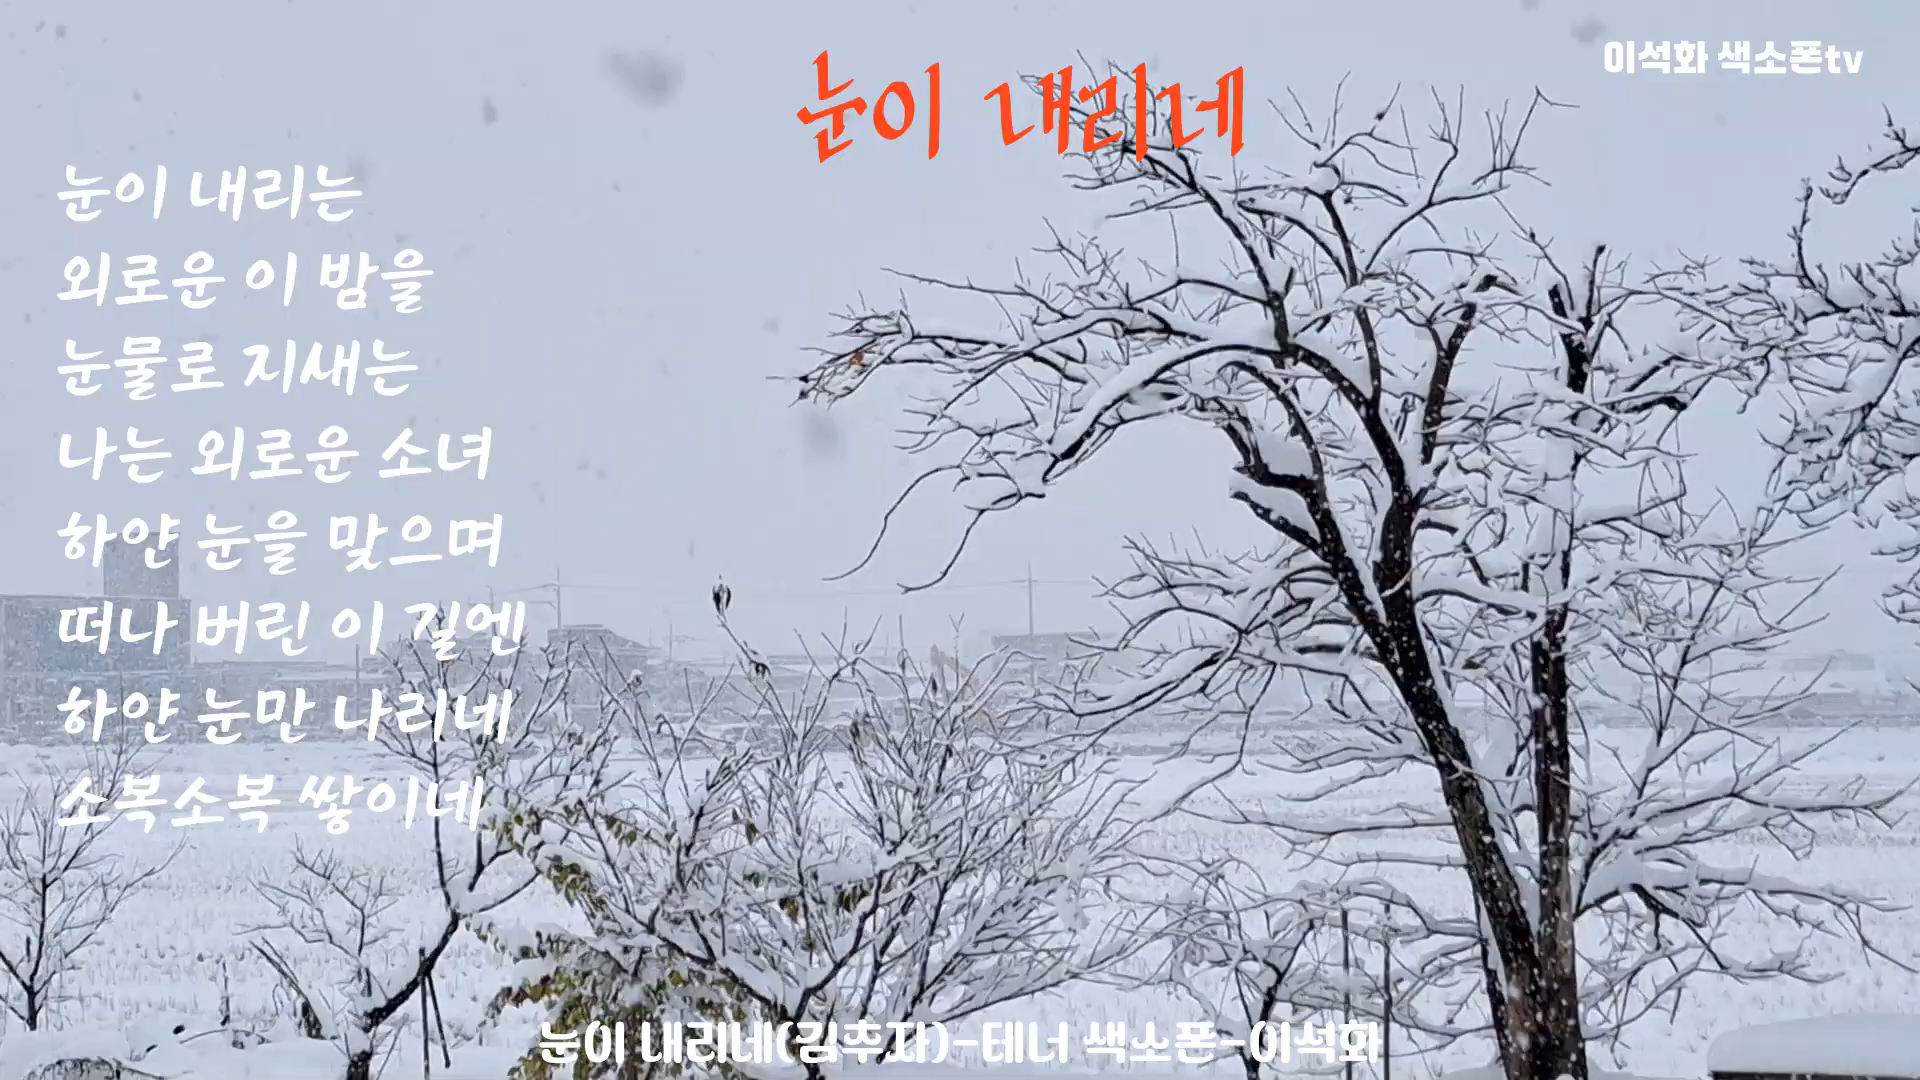 눈이 내리네
이석화 색소폰tv
눈이 내리는
외로운 이 밤을
눈물로 지새는
나는 외로운 소녀
하얀 눈을 맞으며
떠나 버린 이 길엔
하얀 눈만 나리네
소복소복 쌓이네
눈이 내리네(김추자)-테너 색소폰-이석화